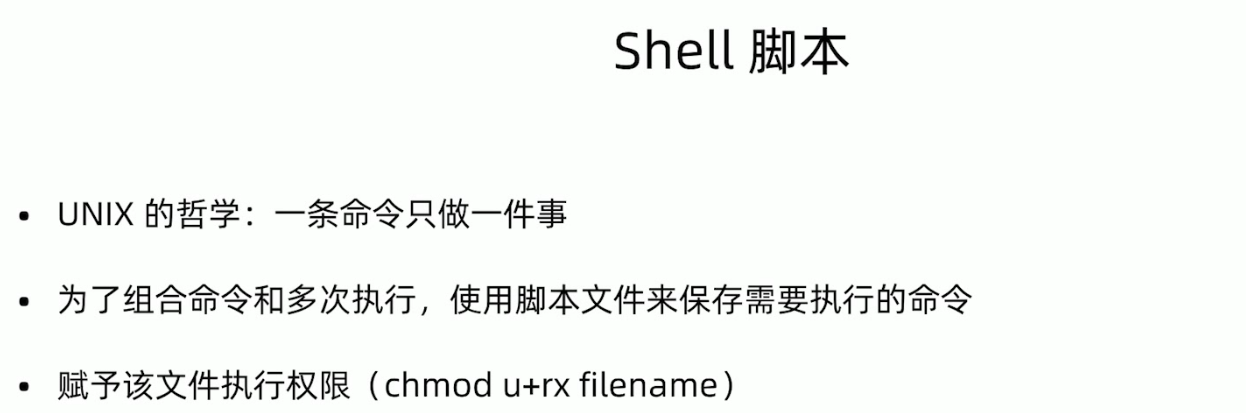 Shell 脚本
• UNIX 的哲学：一条命令只做一件事
• 为了组合命令和多次执行，使用脚本文件来保存需要执行的命令
• 赋予该文件执行权限（chmod u+rx filename）